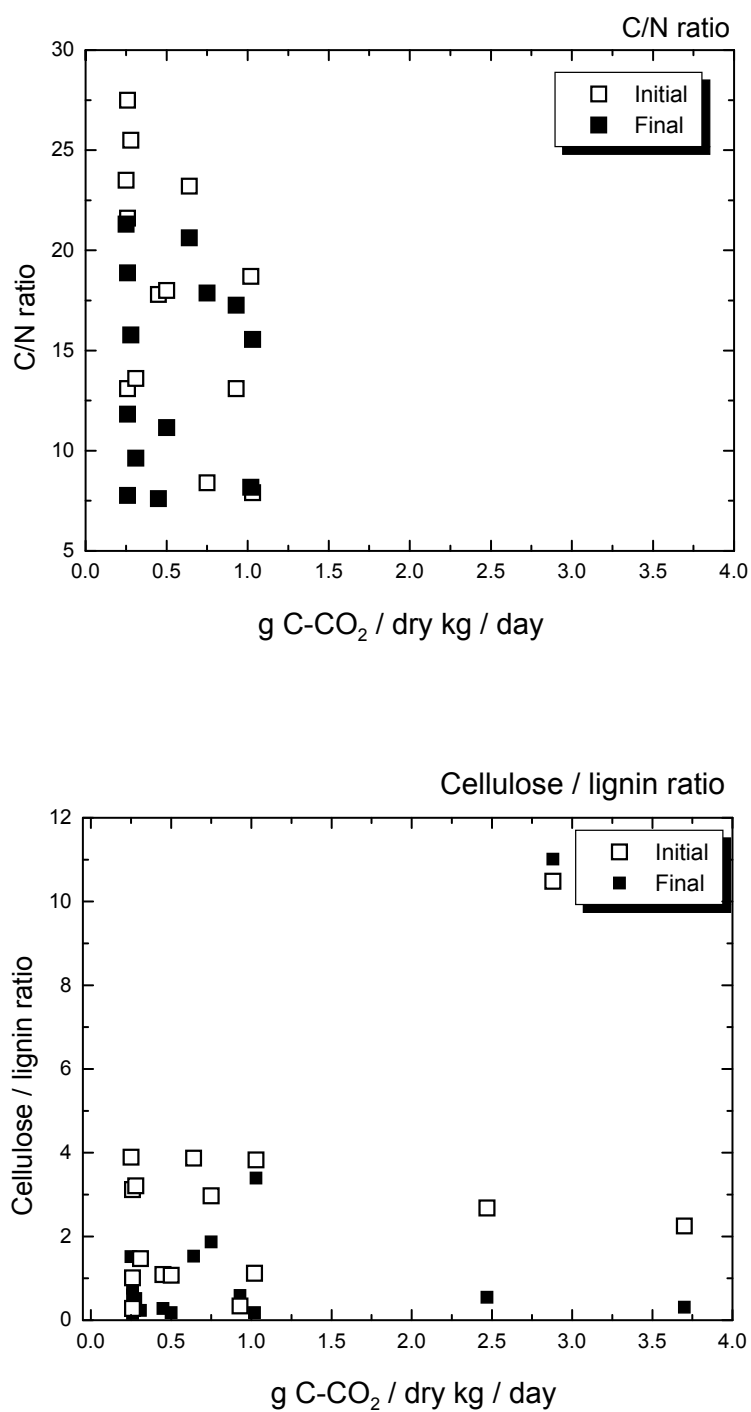 C/N ratio
30
25
20
15
10
5
C/N ratio
Initial
Final
0.0 0.5 1.0 1.5 2.0 2.5 3.0 3.5 4.0
g C-CO₂ / dry kg / day
Cellulose / lignin ratio
12
10
8
6
4
2
0
Cellulose / lignin ratio
Initial
Final
0.0 0.5 1.0 1.5 2.0 2.5 3.0 3.5 4.0
g C-CO₂ / dry kg / day